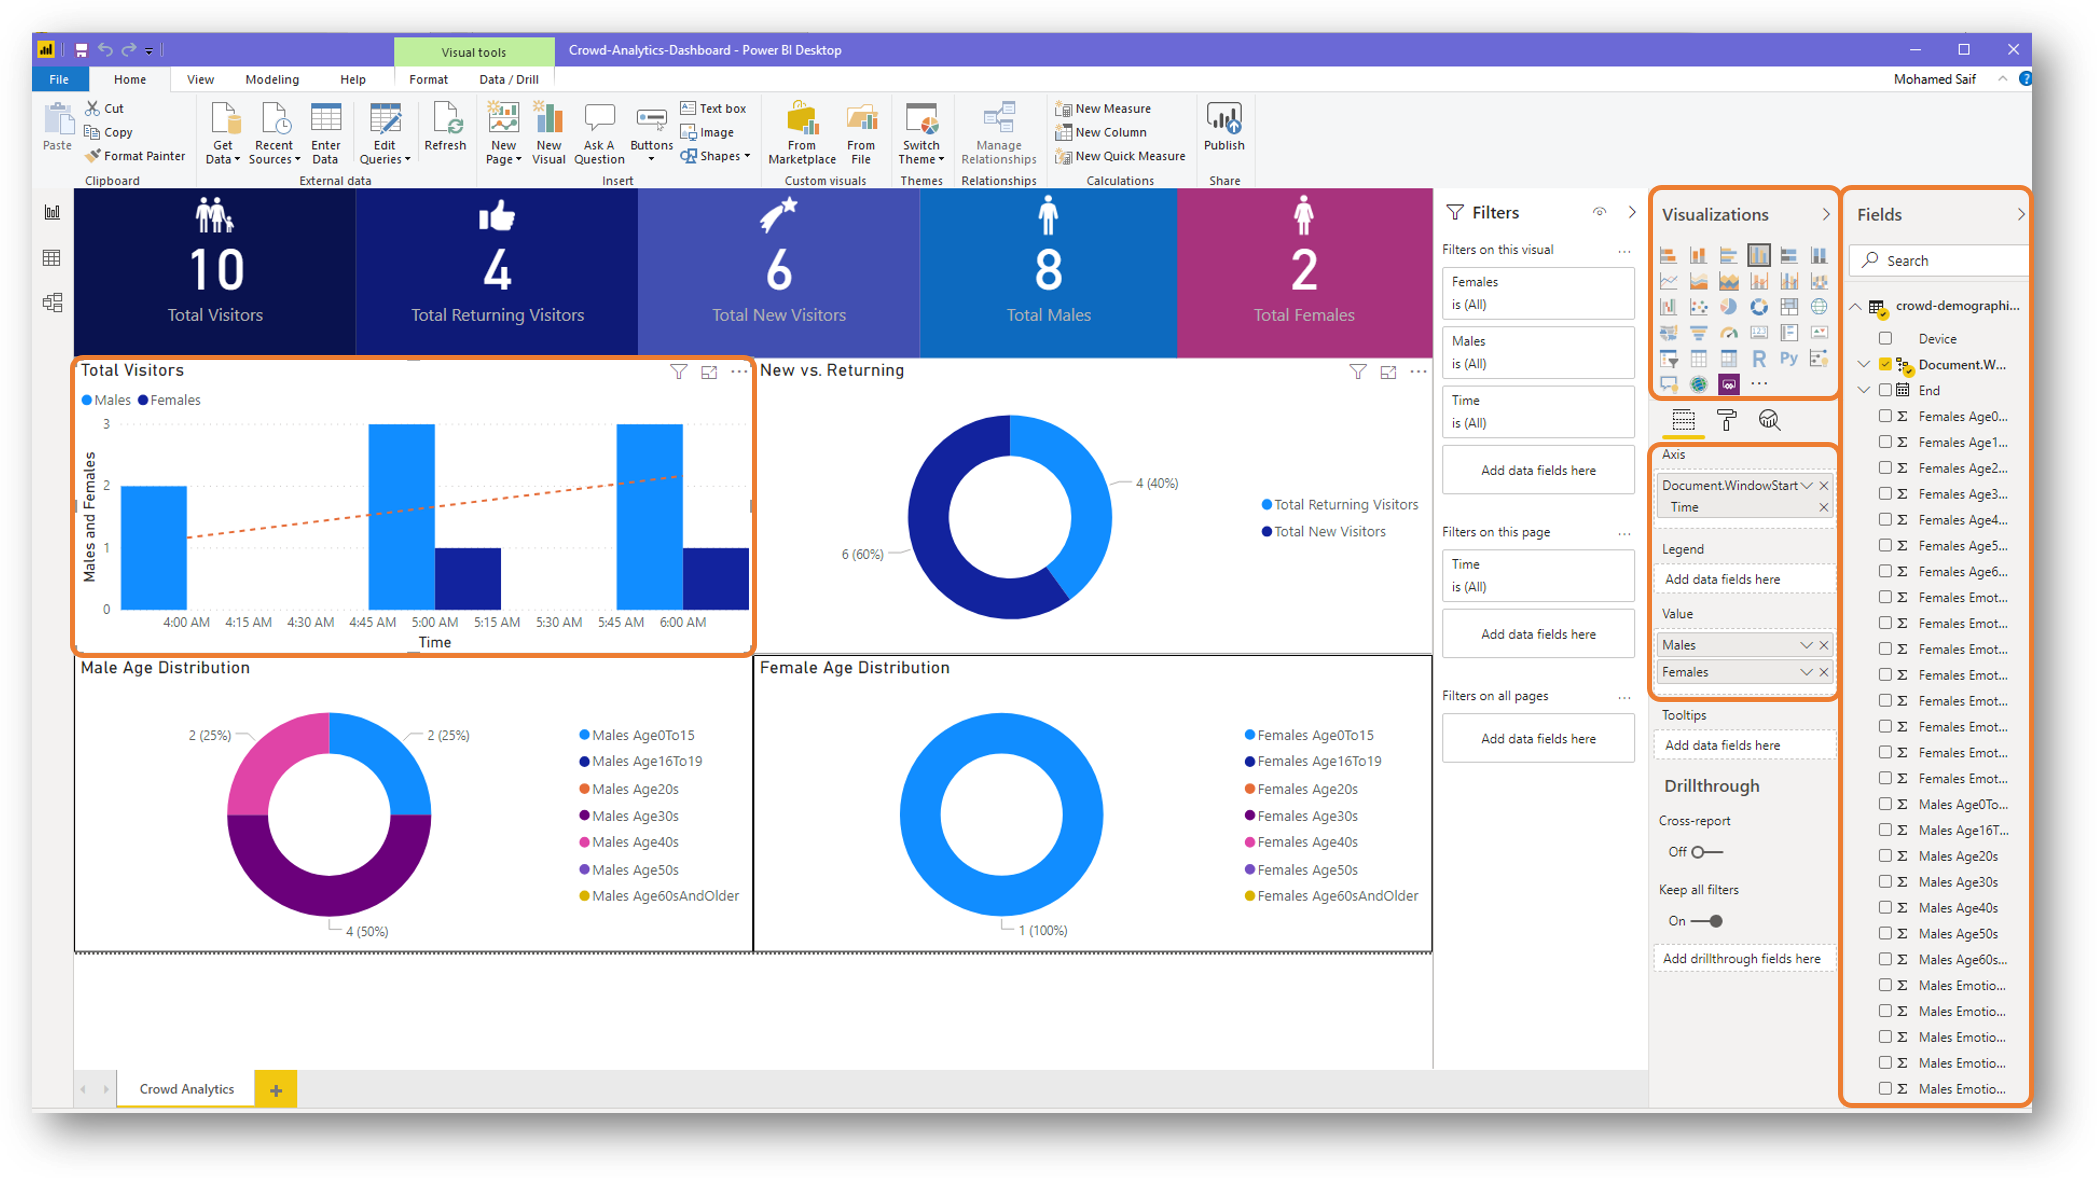 Visual tools
Crowd-Analytics-Dashboard - Power BI Desktop
File
Home
View
Modeling
Help
Format
Data / Drill
Mohamed Saif
?
Paste
Cut
Copy
Format Painter
Clipboard
Get Data
Recent Sources
Enter Data
Edit Queries
Refresh
External data
New Page
New Visual
Ask A Question
Buttons
Text box
Image
Shapes
Insert
From Marketplace
From File
Custom visuals
Switch Theme
Themes
Manage Relationships
Relationships
New Measure
New Column
New Quick Measure
Calculations
Publish
Share
10
Total Visitors
4
Total Returning Visitors
6
Total New Visitors
8
Total Males
2
Total Females
Total Visitors
Males Females
Males and Females
3
2
1
0
4:00 AM 4:15 AM 4:30 AM 4:45 AM 5:00 AM 5:15 AM 5:30 AM 5:45 AM 6:00 AM
Time
New vs. Returning
4 (40%)
6 (60%)
Total Returning Visitors
Total New Visitors
Male Age Distribution
2 (25%)
2 (25%)
4 (50%)
Males Age0To15
Males Age16To19
Males Age20s
Males Age30s
Males Age40s
Males Age50s
Males Age60sAndOlder
Female Age Distribution
1 (100%)
Females Age0To15
Females Age16To19
Females Age20s
Females Age30s
Females Age40s
Females Age50s
Females Age60sAndOlder
Crowd Analytics
Filters
Filters on this visual
...
Females
is (All)
Males
is (All)
Time
is (All)
Add data fields here
Filters on this page
...
Time
is (All)
Add data fields here
Filters on all pages
...
Add data fields here
Visualizations
R
Py
...
Axis
Document.WindowStart
Time
Legend
Add data fields here
Value
Males
Females
Tooltips
Add data fields here
Drillthrough
Cross-report
Off
Keep all filters
On
Add drillthrough fields here
Fields
Search
crowd-demographi...
Device
Document.W...
End
Females Age0...
Females Age1...
Females Age2...
Females Age3...
Females Age4...
Females Age5...
Females Age6...
Females Emot...
Females Emot...
Females Emot...
Females Emot...
Females Emot...
Females Emot...
Females Emot...
Females Emot...
Males Age0To...
Males Age16T...
Males Age20s
Males Age30s
Males Age40s
Males Age50s
Males Age60s...
Males Emotio...
Males Emotio...
Males Emotio...
Males Emotio...
Males Emotio...